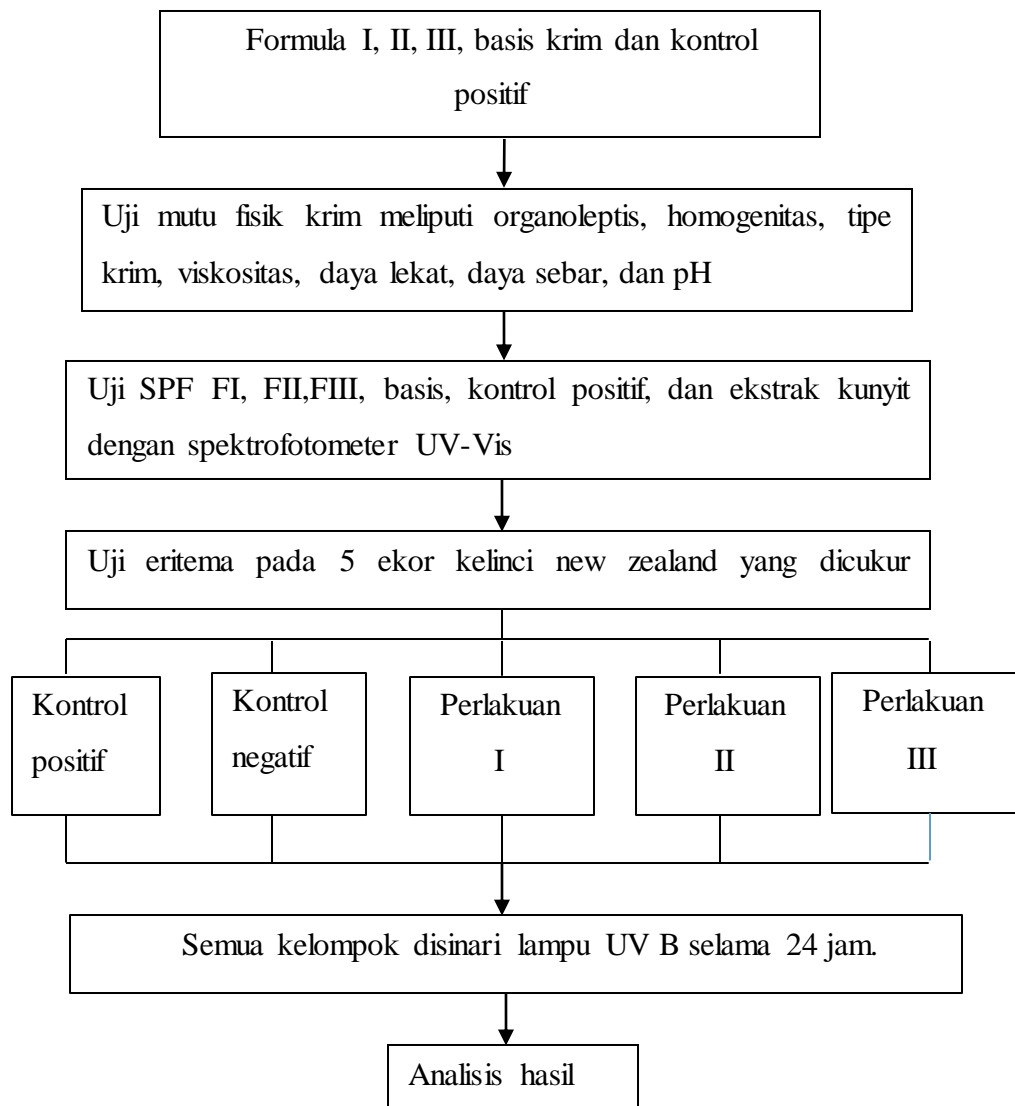 Formula I, II, III, basis krim dan kontrol
positif
Uji mutu fisik krim meliputi organoleptis, homogenitas, tipe
krim, viskositas, daya lekat, daya sebar, dan pH
Uji SPF FI, FII,FIII, basis, kontrol positif, dan ekstrak kunyit
dengan spektrofotometer UV-Vis
Uji eritema pada 5 ekor kelinci new zealand yang dicukur
Kontrol
positif
Kontrol
negatif
Perlakuan
I
Perlakuan
II
Perlakuan
III
Semua kelompok disinari lampu UV B selama 24 jam.
Analisis hasil